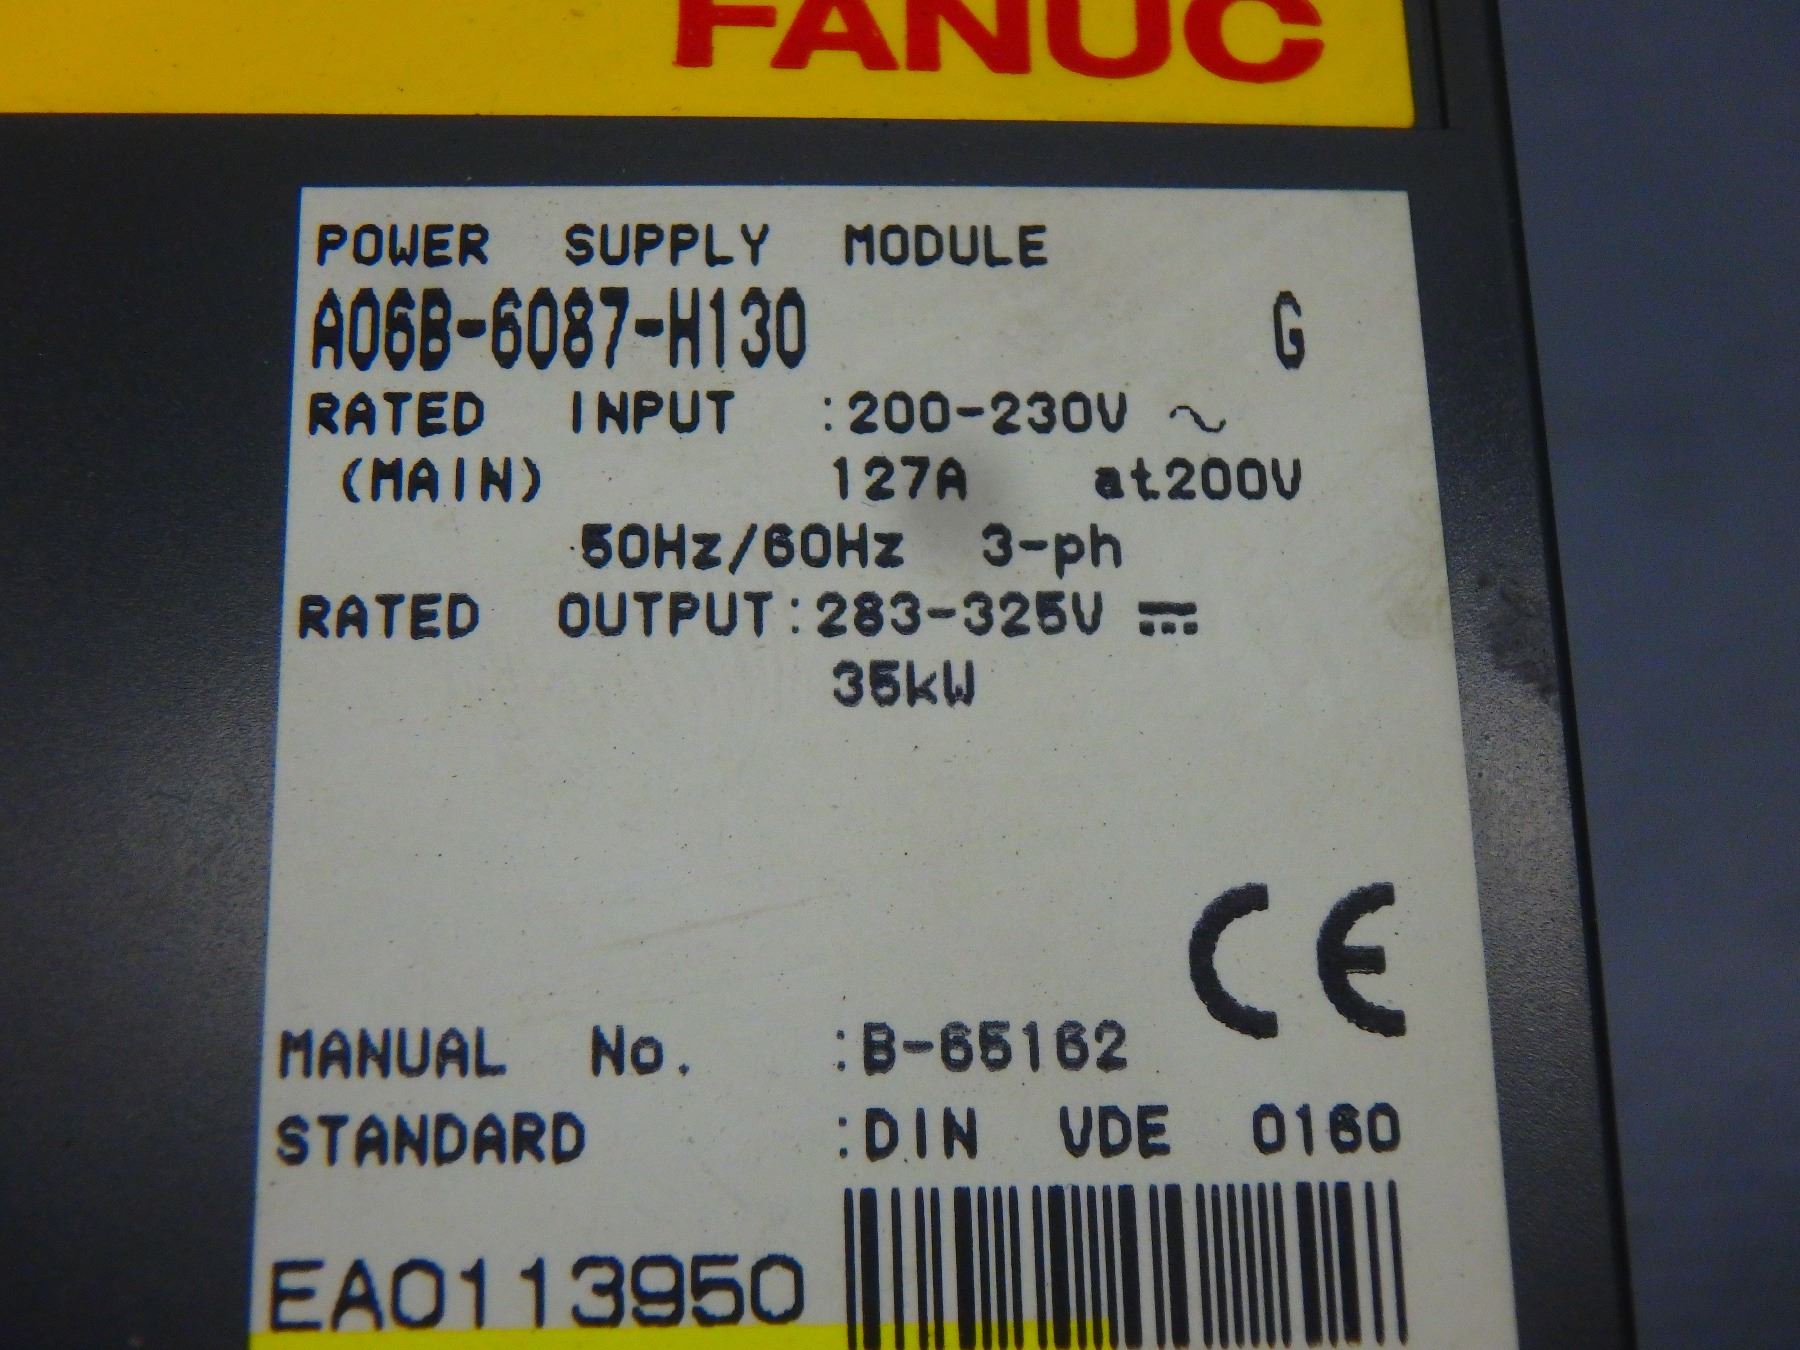 FANUC
POWER SUPPLY MODULE
A06B-6087-H130 G
RATED INPUT :200-230V ~
(MAIN) 127A at200V
50Hz/60Hz 3-ph
RATED OUTPUT:283-325V ⎓
35kW
CE
MANUAL No. :B-65162
STANDARD :DIN VDE 0160
EA0113950